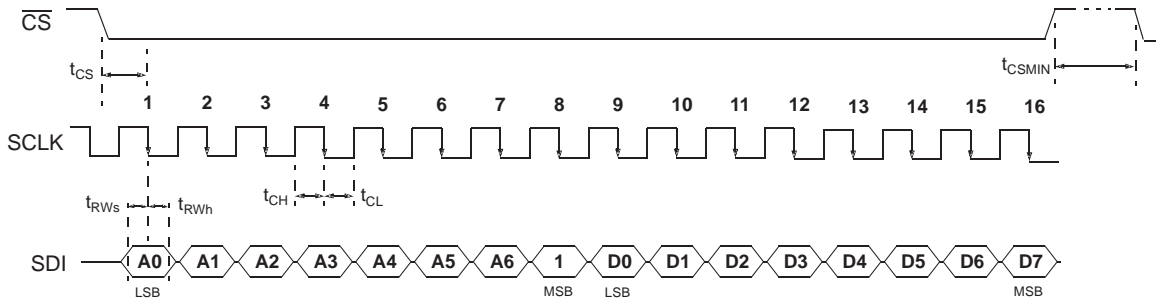 CS
tCS
tCSMIN
1 2 3 4 5 6 7 8 9 10 11 12 13 14 15 16
SCLK
tCH tCL
tRWs tRWh
SDI A0 A1 A2 A3 A4 A5 A6 1 D0 D1 D2 D3 D4 D5 D6 D7
LSB MSB LSB MSB